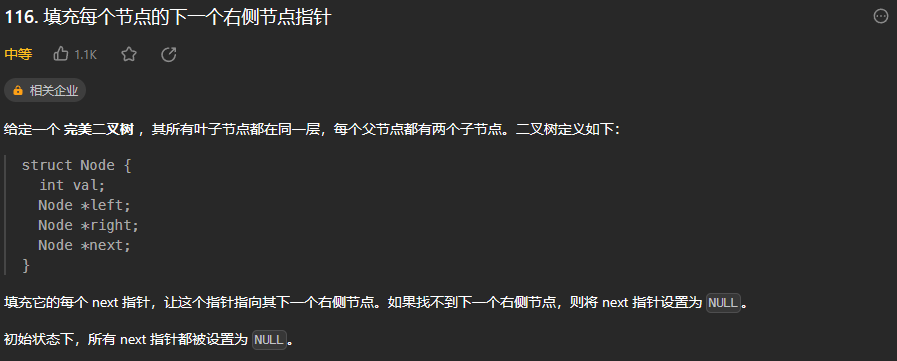 116. 填充每个节点的下一个右侧节点指针
中等 1.1K
相关企业
给定一个 完美二叉树 ，其所有叶子节点都在同一层，每个父节点都有两个子节点。二叉树定义如下：
struct Node {
  int val;
  Node *left;
  Node *right;
  Node *next;
}
填充它的每个 next 指针，让这个指针指向其下一个右侧节点。如果找不到下一个右侧节点，则将 next 指针设置为 NULL。
初始状态下，所有 next 指针都被设置为 NULL。